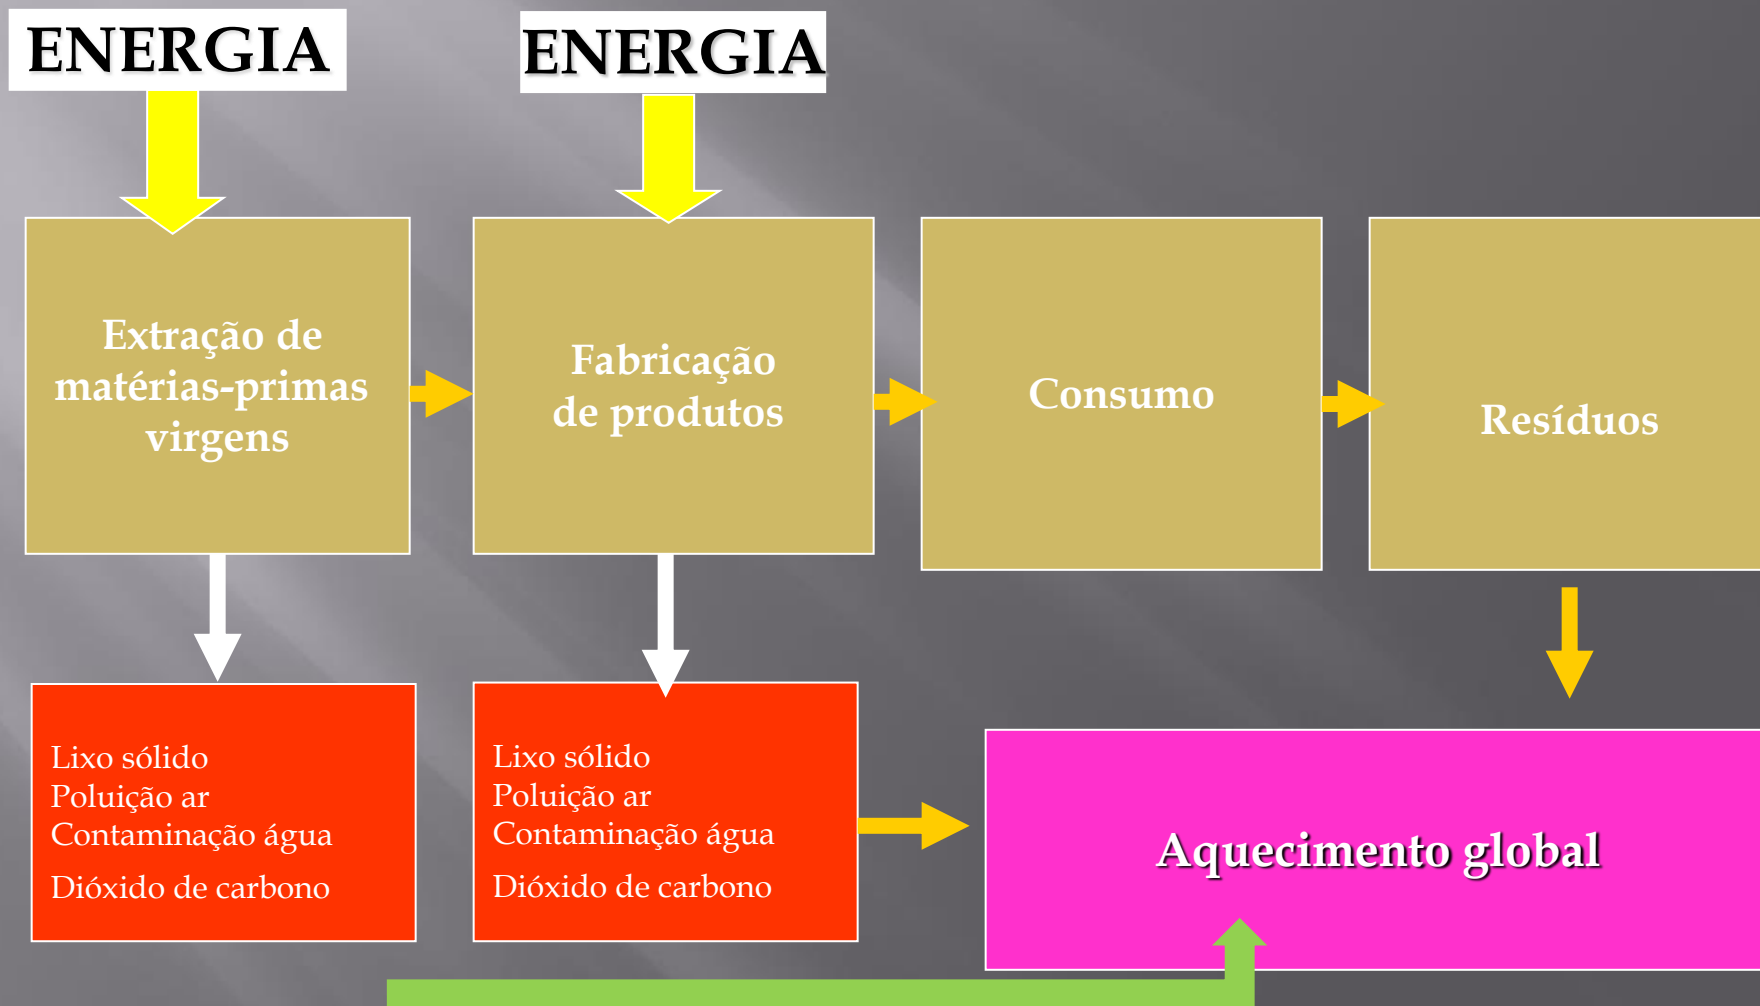 ENERGIA
ENERGIA
Extração de
matérias-primas
virgens
Fabricação
de produtos
Consumo
Resíduos
Lixo sólido
Poluição ar
Contaminação água
Dióxido de carbono
Lixo sólido
Poluição ar
Contaminação água
Dióxido de carbono
Aquecimento global